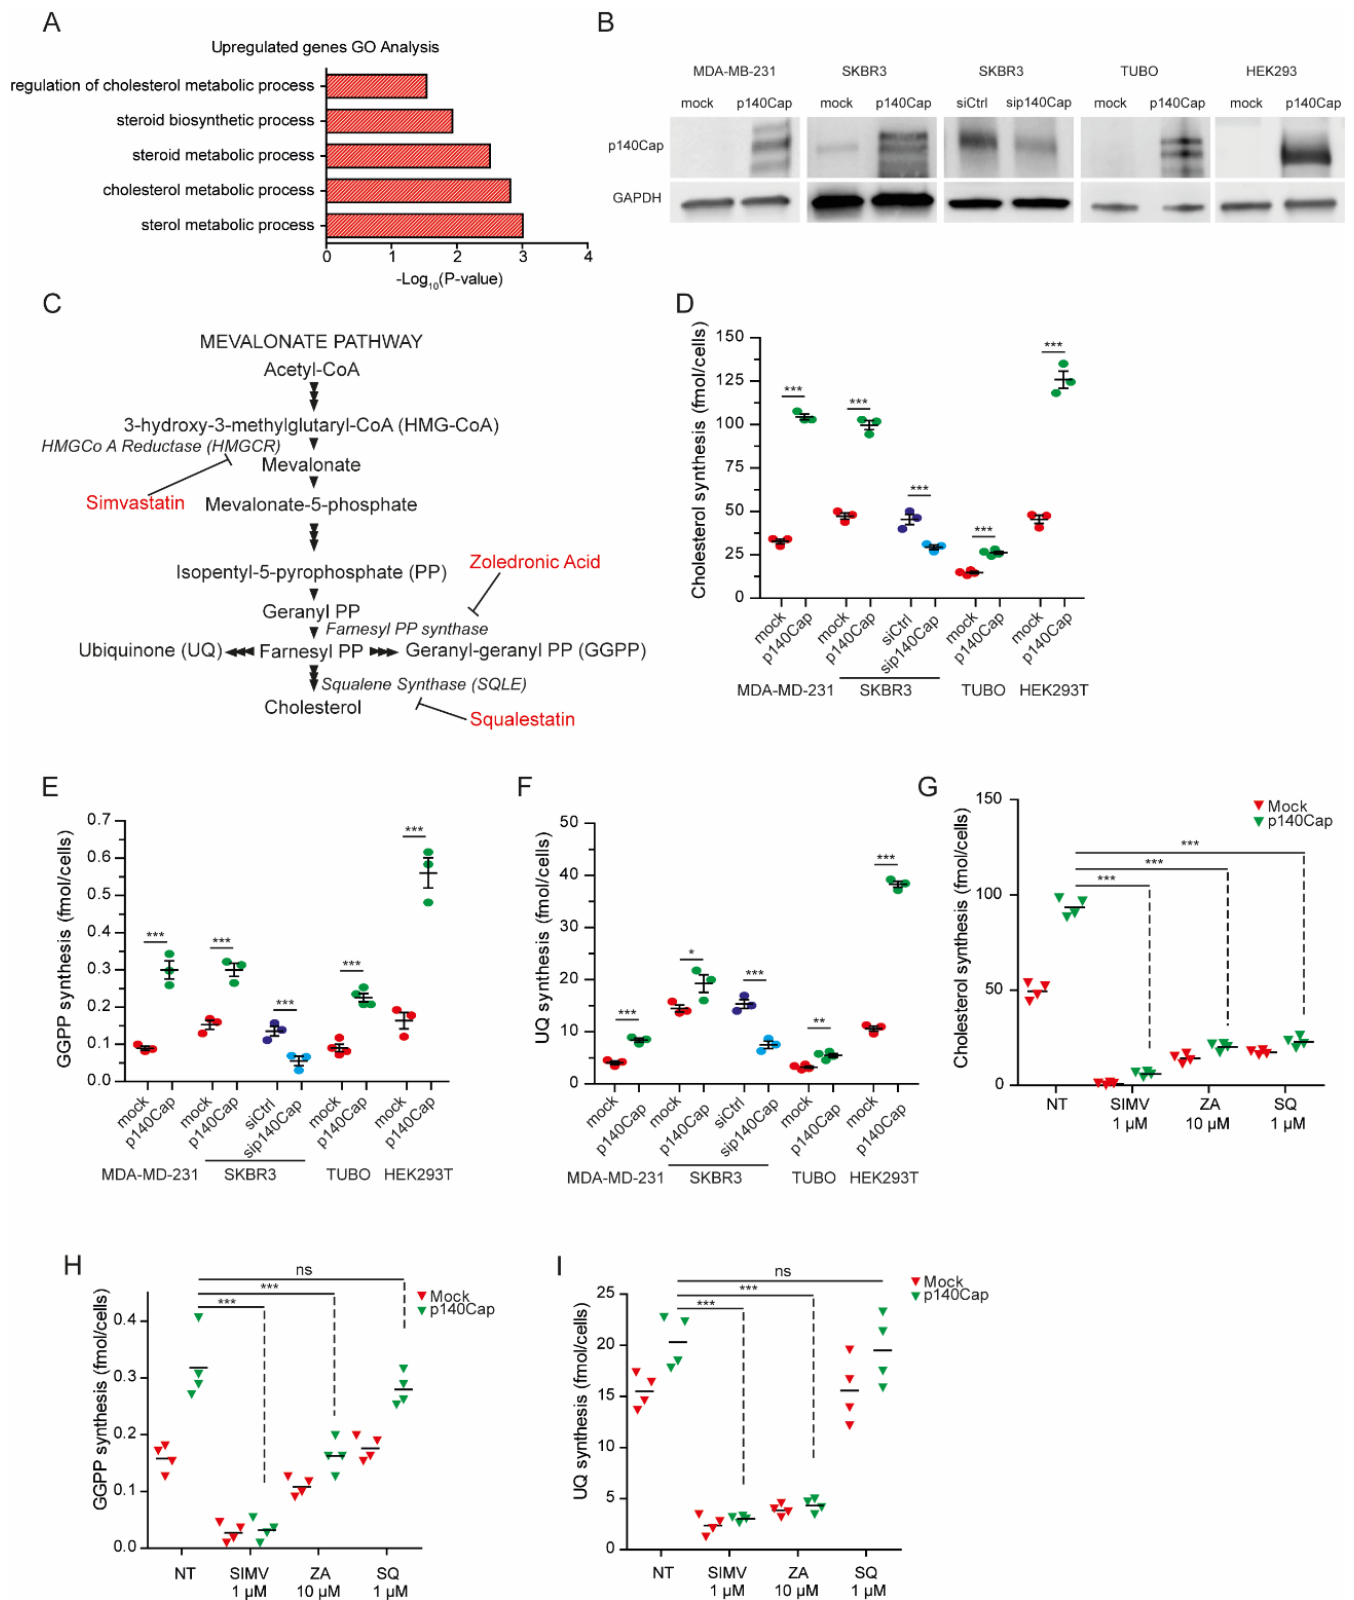 A
Upregulated genes GO Analysis
regulation of cholesterol metabolic process
steroid biosynthetic process
steroid metabolic process
cholesterol metabolic process
sterol metabolic process
0 1 2 3 4
-Log10(P-value)
B
MDA-MB-231 SKBR3 SKBR3 TUBO HEK293
mock p140Cap mock p140Cap siCtrl sip140Cap mock p140Cap mock p140Cap
p140Cap
GAPDH
C
MEVALONATE PATHWAY
Acetyl-CoA
3-hydroxy-3-methylglutaryl-CoA (HMG-CoA)
HMGCo A Reductase (HMGCR)
Mevalonate
Simvastatin
Mevalonate-5-phosphate
Isopentyl-5-pyrophosphate (PP)
Zoledronic Acid
Geranyl PP
Farnesyl PP synthase
Ubiquinone (UQ) Farnesyl PP Geranyl-geranyl PP (GGPP)
Squalene Synthase (SQLE)
Cholesterol
Squalestatin
D
Cholesterol synthesis (fmol/cells)
150
125
100
75
50
25
0
*** *** *** *** ***
mock p140Cap mock p140Cap siCtrl sip140Cap mock p140Cap mock p140Cap
MDA-MD-231 SKBR3 TUBO HEK293T
E
GGPP synthesis (fmol/cells)
0.7
0.6
0.5
0.4
0.3
0.2
0.1
0.0
*** *** *** *** ***
mock p140Cap mock p140Cap siCtrl sip140Cap mock p140Cap mock p140Cap
MDA-MD-231 SKBR3 TUBO HEK293T
F
UQ synthesis (fmol/cells)
50
40
30
20
10
0
*** * *** ** ***
mock p140Cap mock p140Cap siCtrl sip140Cap mock p140Cap mock p140Cap
MDA-MD-231 SKBR3 TUBO HEK293T
G
Cholesterol synthesis (fmol/cells)
150
100
50
0
Mock
p140Cap
***
***
***
NT SIMV ZA SQ
1 µM 10 µM 1 µM
H
GGPP synthesis (fmol/cells)
0.4
0.3
0.2
0.1
0.0
ns
***
***
Mock
p140Cap
NT SIMV ZA SQ
1 µM 10 µM 1 µM
I
UQ synthesis (fmol/cells)
25
20
15
10
5
0
ns
***
***
Mock
p140Cap
NT SIMV ZA SQ
1 µM 10 µM 1 µM